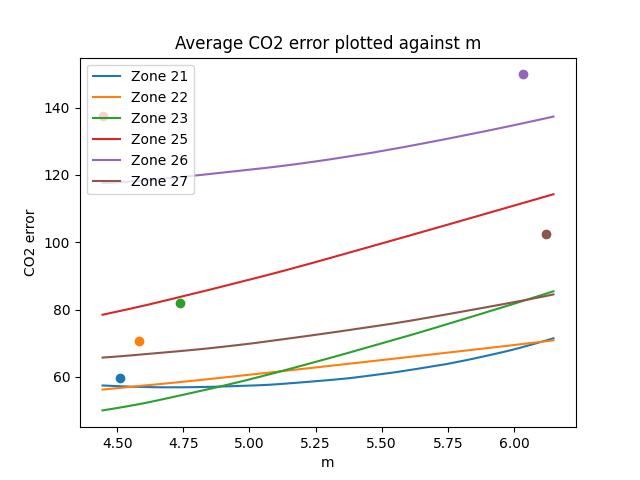 Average CO2 error plotted against m
Zone 21
Zone 22
Zone 23
Zone 25
Zone 26
Zone 27
CO2 error
140
120
100
80
60
4.50 4.75 5.00 5.25 5.50 5.75 6.00
m